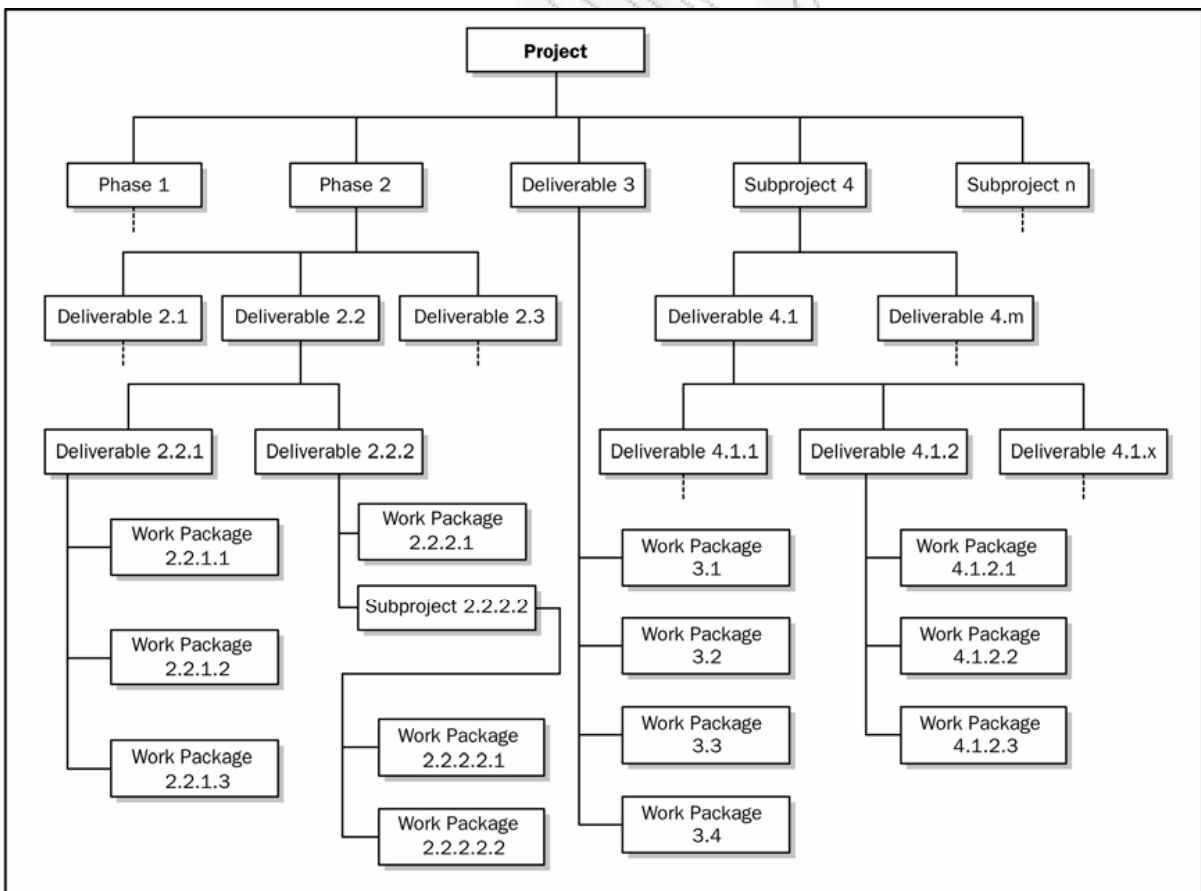 Project
Phase 1
Phase 2
Deliverable 3
Subproject 4
Subproject n
Deliverable 2.1
Deliverable 2.2
Deliverable 2.3
Deliverable 4.1
Deliverable 4.m
Deliverable 2.2.1
Deliverable 2.2.2
Deliverable 4.1.1
Deliverable 4.1.2
Deliverable 4.1.x
Work Package
2.2.1.1
Work Package
2.2.1.2
Work Package
2.2.1.3
Work Package
2.2.2.1
Subproject 2.2.2.2
Work Package
2.2.2.2.1
Work Package
2.2.2.2.2
Work Package
3.1
Work Package
3.2
Work Package
3.3
Work Package
3.4
Work Package
4.1.2.1
Work Package
4.1.2.2
Work Package
4.1.2.3